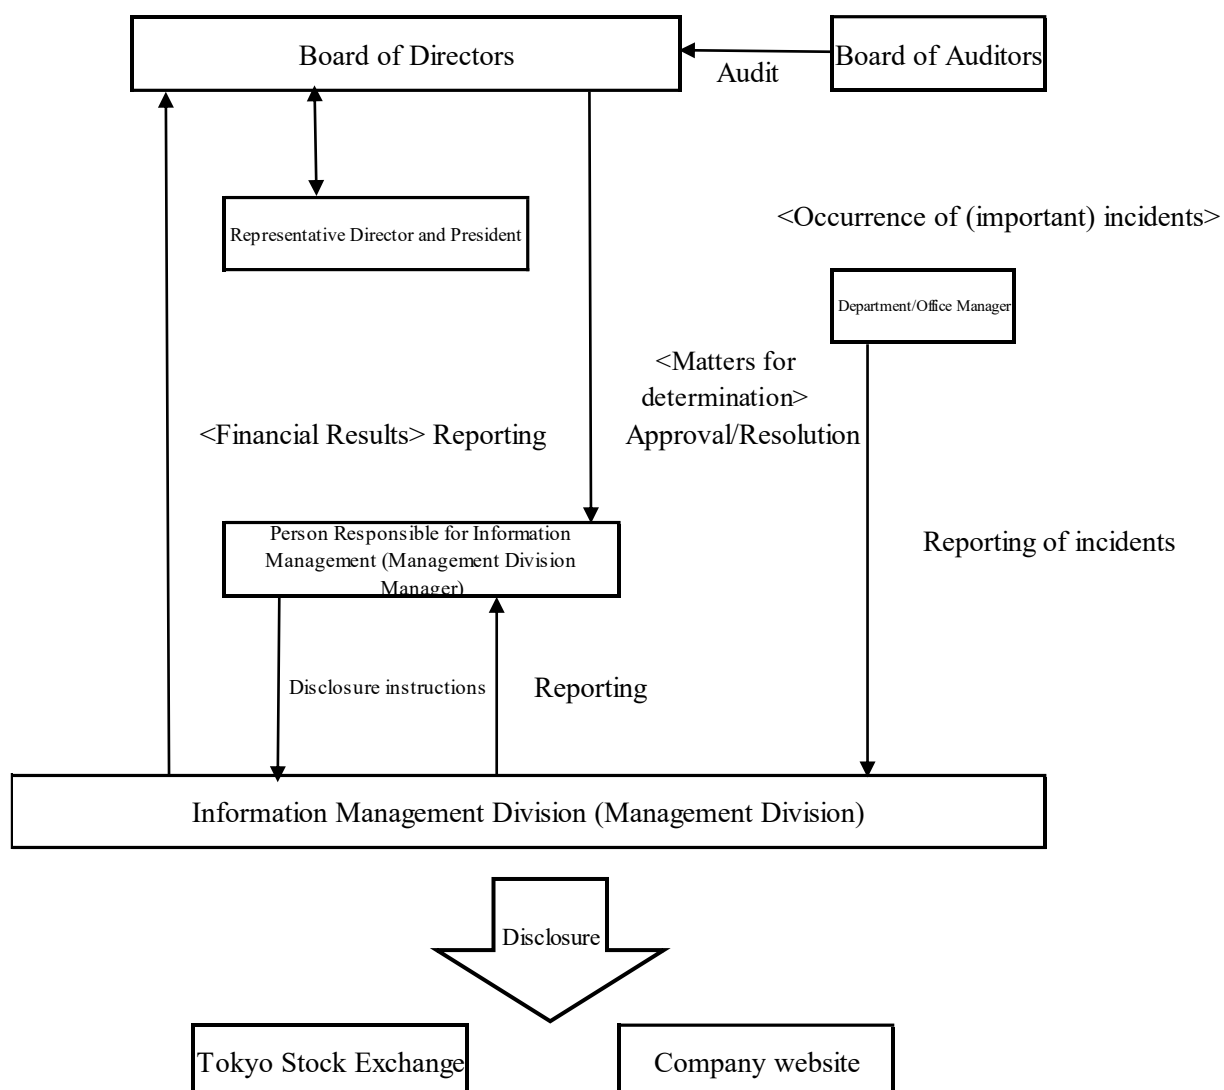 Board of Directors
Board of Auditors
Audit
<Occurrence of (important) incidents>
Representative Director and President
Department/Office Manager
<Matters for
determination>
Approval/Resolution
<Financial Results> Reporting
Person Responsible for Information
Management (Management Division
Manager)
Reporting of incidents
Disclosure instructions
Reporting
Information Management Division (Management Division)
Disclosure
Tokyo Stock Exchange
Company website